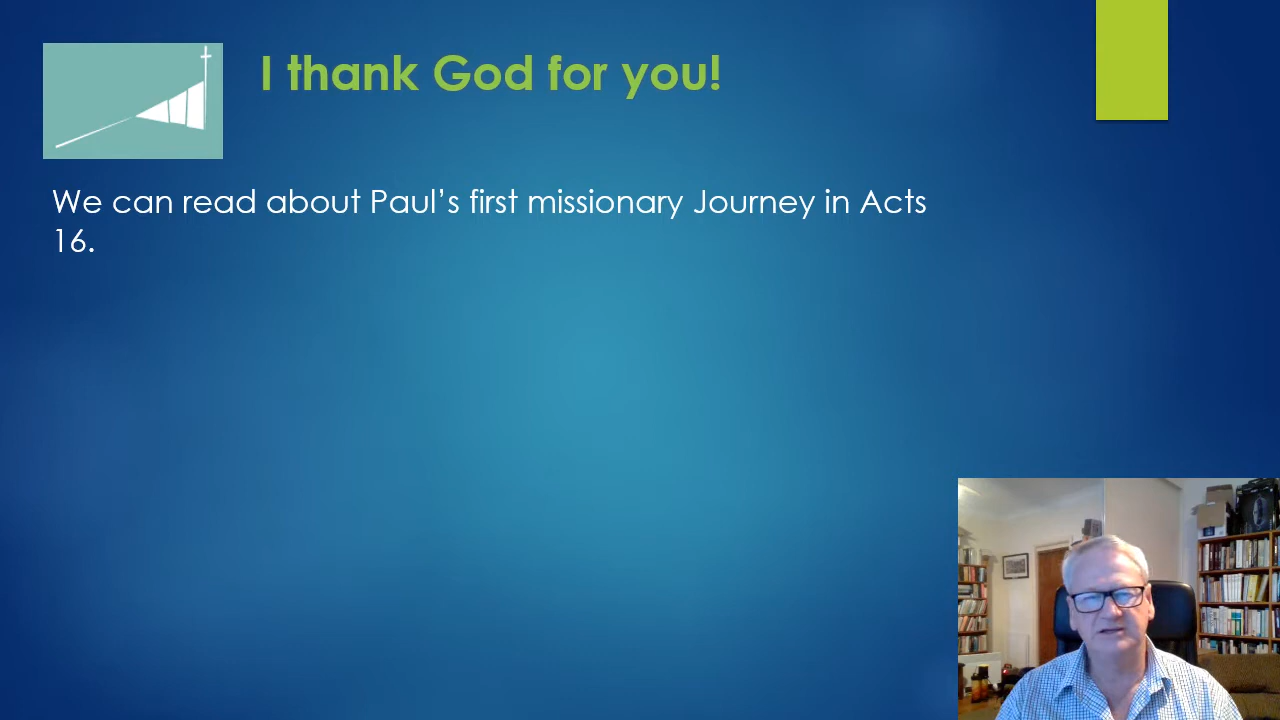 I thank God for you!
We can read about Paul’s first missionary Journey in Acts
16.